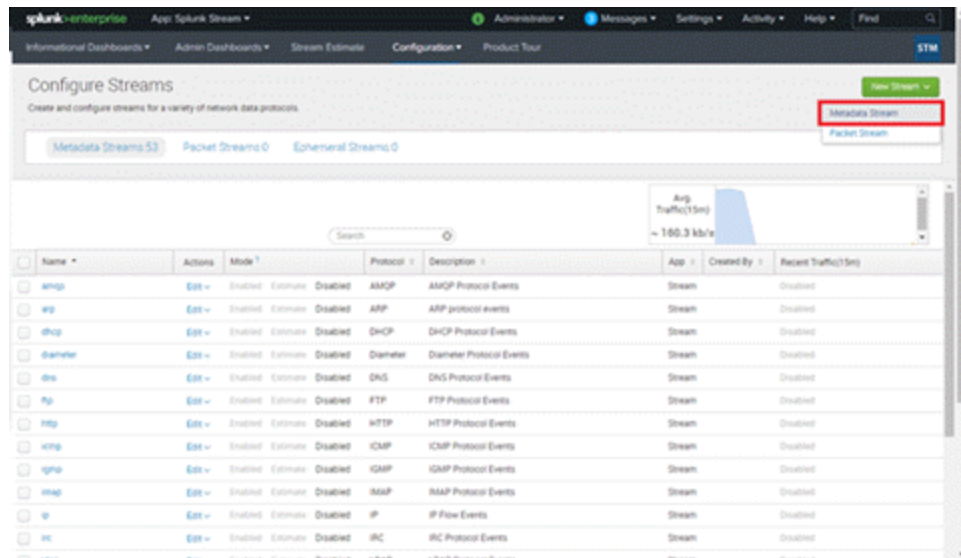 splunk>enterprise App: Splunk Stream Administrator 3 Messages Settings Activity Help Find
Informational Dashboards Admin Dashboards Stream Estimate Configuration Product Tour STM
Configure Streams
New Stream
Create and configure streams for a variety of network data protocols.
Metadata Stream
Packet Stream
Metadata Streams 53 Packet Streams 0 Ephemeral Streams 0
Avg. Traffic(15m)
~ 160.3 kb/s
Search
Name Actions Mode Protocol Description App Created By Recent Traffic(15m)
amqp Edit Enabled Estimate Disabled AMQP AMQP Protocol Events Stream Disabled
arp Edit Enabled Estimate Disabled ARP ARP protocol events Stream Disabled
dhcp Edit Enabled Estimate Disabled DHCP DHCP Protocol Events Stream Disabled
diameter Edit Enabled Estimate Disabled Diameter Diameter Protocol Events Stream Disabled
dns Edit Enabled Estimate Disabled DNS DNS Protocol Events Stream Disabled
ftp Edit Enabled Estimate Disabled FTP FTP Protocol Events Stream Disabled
http Edit Enabled Estimate Disabled HTTP HTTP Protocol Events Stream Disabled
icmp Edit Enabled Estimate Disabled ICMP ICMP Protocol Events Stream Disabled
igmp Edit Enabled Estimate Disabled IGMP IGMP Protocol Events Stream Disabled
imap Edit Enabled Estimate Disabled IMAP IMAP Protocol Events Stream Disabled
ip Edit Enabled Estimate Disabled IP IP Flow Events Stream Disabled
irc Edit Enabled Estimate Disabled IRC IRC Protocol Events Stream Disabled